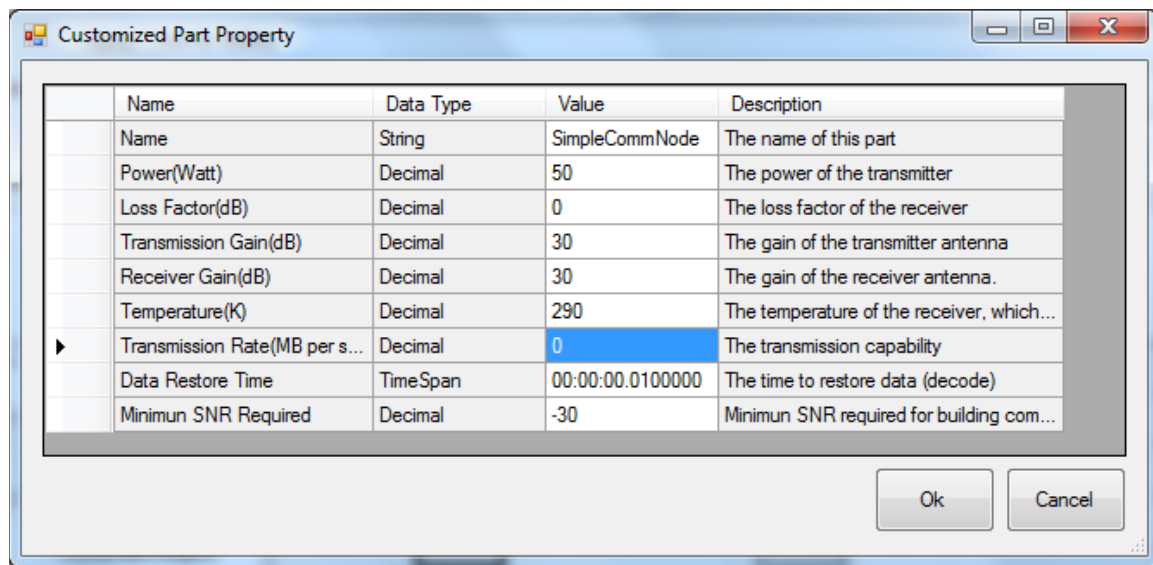 Customized Part Property
Name Data Type Value Description
Name String SimpleCommNode The name of this part
Power(Watt) Decimal 50 The power of the transmitter
Loss Factor(dB) Decimal 0 The loss factor of the receiver
Transmission Gain(dB) Decimal 30 The gain of the transmitter antenna
Receiver Gain(dB) Decimal 30 The gain of the receiver antenna.
Temperature(K) Decimal 290 The temperature of the receiver, which...
Transmission Rate(MB per s... Decimal 0 The transmission capability
Data Restore Time TimeSpan 00:00:00.0100000 The time to restore data (decode)
Minimun SNR Required Decimal -30 Minimun SNR required for building com...
Ok Cancel